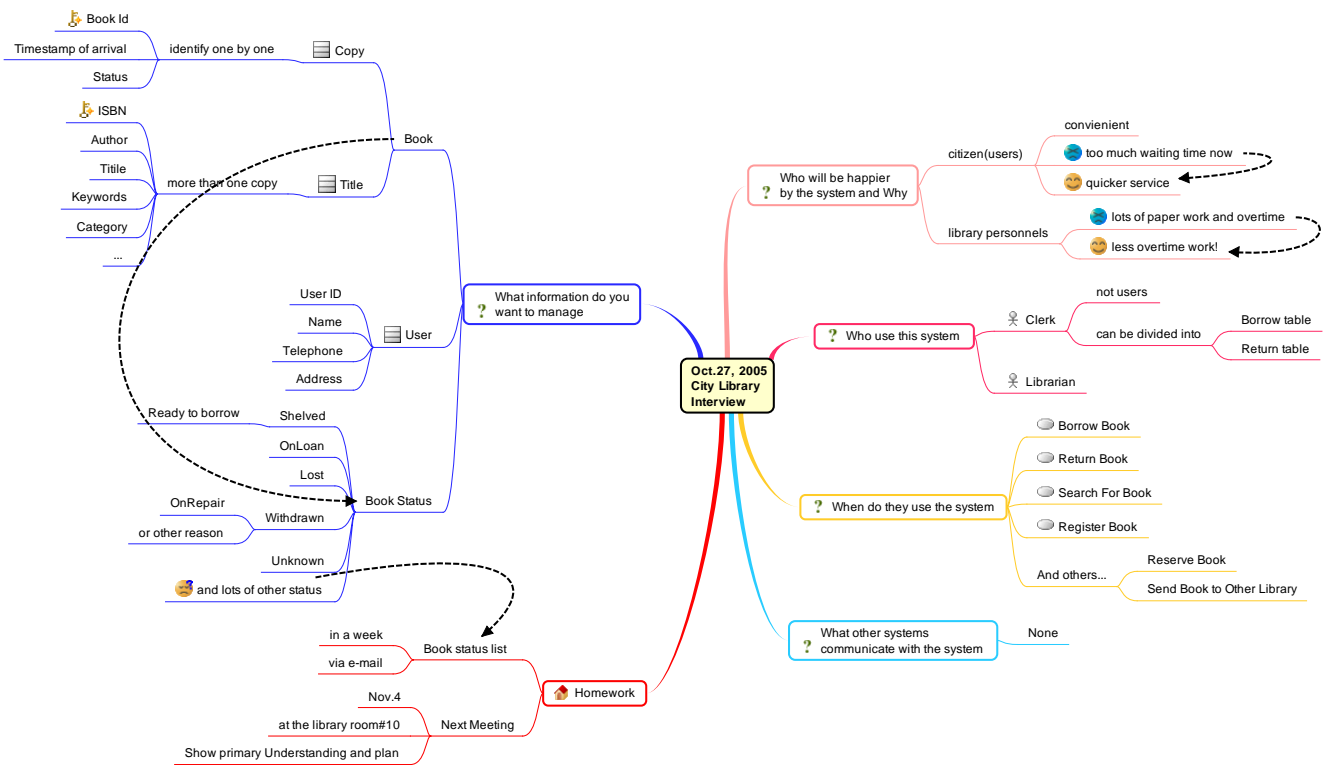 Oct.27, 2005
City Library
Interview
What information do you
want to manage
Book
Copy
identify one by one
Book Id
Timestamp of arrival
Status
Title
more than one copy
ISBN
Author
Titile
Keywords
Category
...
User
User ID
Name
Telephone
Address
Book Status
Shelved
Ready to borrow
OnLoan
Lost
Withdrawn
OnRepair
or other reason
Unknown
and lots of other status
Homework
Book status list
in a week
via e-mail
Next Meeting
Nov.4
at the library room#10
Show primary Understanding and plan
Who will be happier
by the system and Why
citizen(users)
convienient
too much waiting time now
quicker service
library personnels
lots of paper work and overtime
less overtime work!
Who use this system
Clerk
not users
can be divided into
Borrow table
Return table
Librarian
When do they use the system
Borrow Book
Return Book
Search For Book
Register Book
And others...
Reserve Book
Send Book to Other Library
What other systems
communicate with the system
None